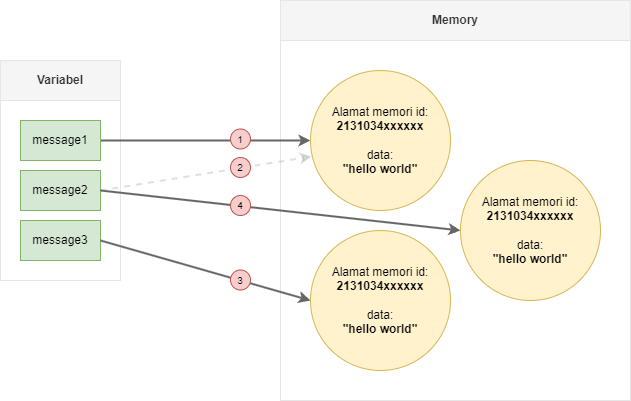 Memory
Variabel
message1
message2
message3
1
2
4
3
Alamat memori id:
2131034xxxxxx
data:
"hello world"
Alamat memori id:
2131034xxxxxx
data:
"hello world"
Alamat memori id:
2131034xxxxxx
data:
"hello world"